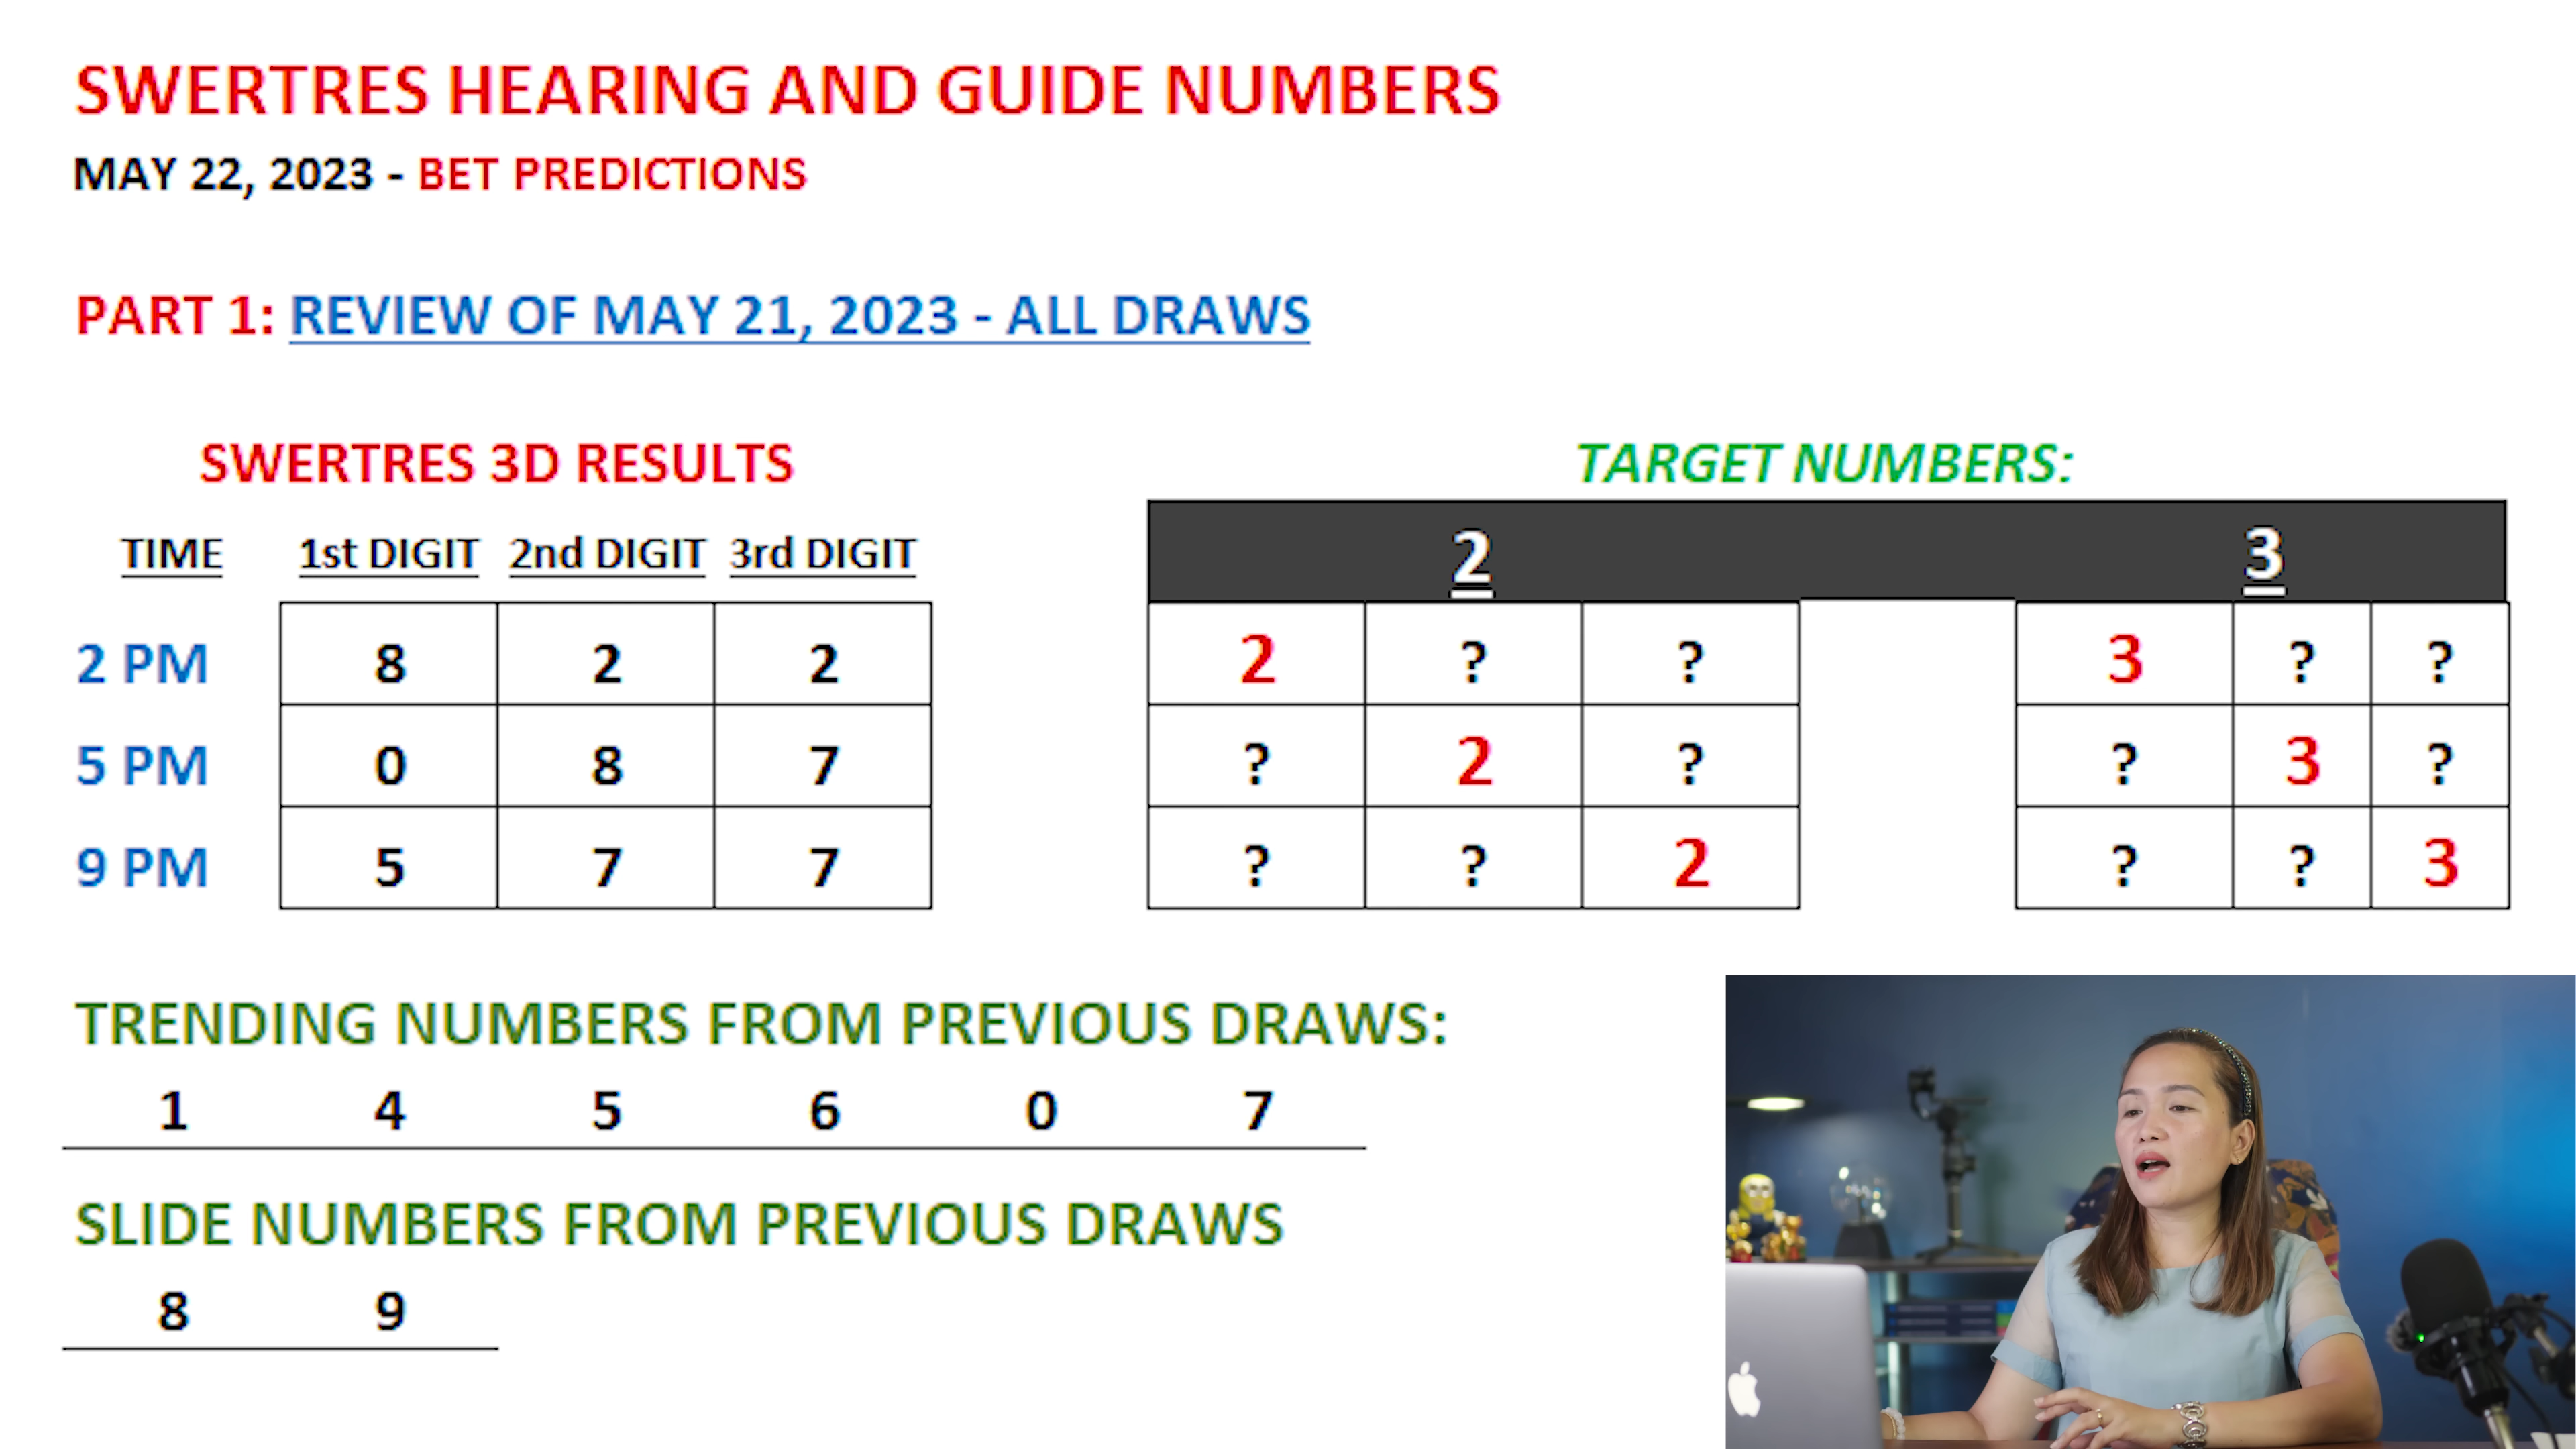 SWERTRES HEARING AND GUIDE NUMBERS
MAY 22, 2023 - BET PREDICTIONS
PART 1: REVIEW OF MAY 21, 2023 - ALL DRAWS
SWERTRES 3D RESULTS
TIME 1st DIGIT 2nd DIGIT 3rd DIGIT
2 PM 8 2 2
5 PM 0 8 7
9 PM 5 7 7
TARGET NUMBERS:
2 3
2 ? ? 3 ? ?
? 2 ? ? 3 ?
? ? 2 ? ? 3
TRENDING NUMBERS FROM PREVIOUS DRAWS:
1 4 5 6 0 7
SLIDE NUMBERS FROM PREVIOUS DRAWS
8 9